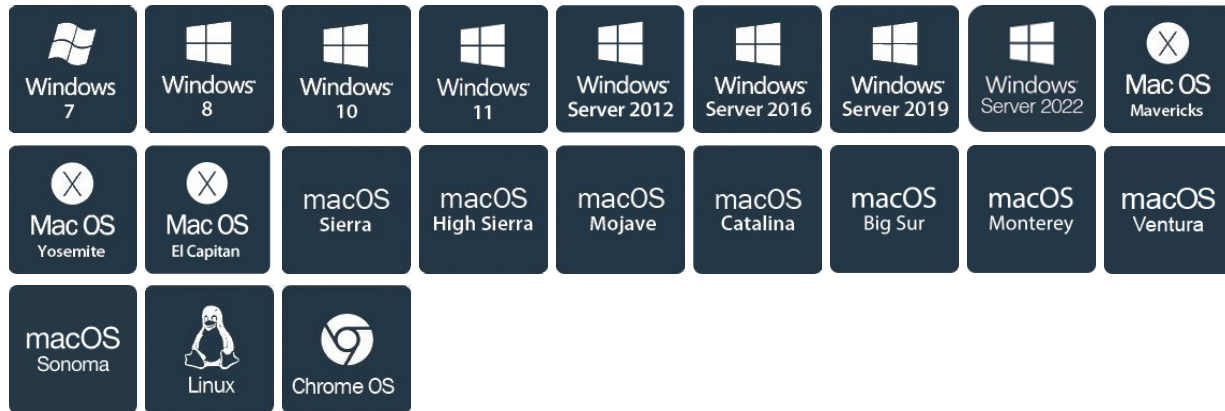 Windows
7
Windows
8
Windows
10
Windows
11
Windows
Server 2012
Windows
Server 2016
Windows
Server 2019
Windows
Server 2022
Mac OS
Mavericks
Mac OS
Yosemite
Mac OS
El Capitan
macOS
Sierra
macOS
High Sierra
macOS
Mojave
macOS
Catalina
macOS
Big Sur
macOS
Monterey
macOS
Ventura
macOS
Sonoma
Linux
Chrome OS